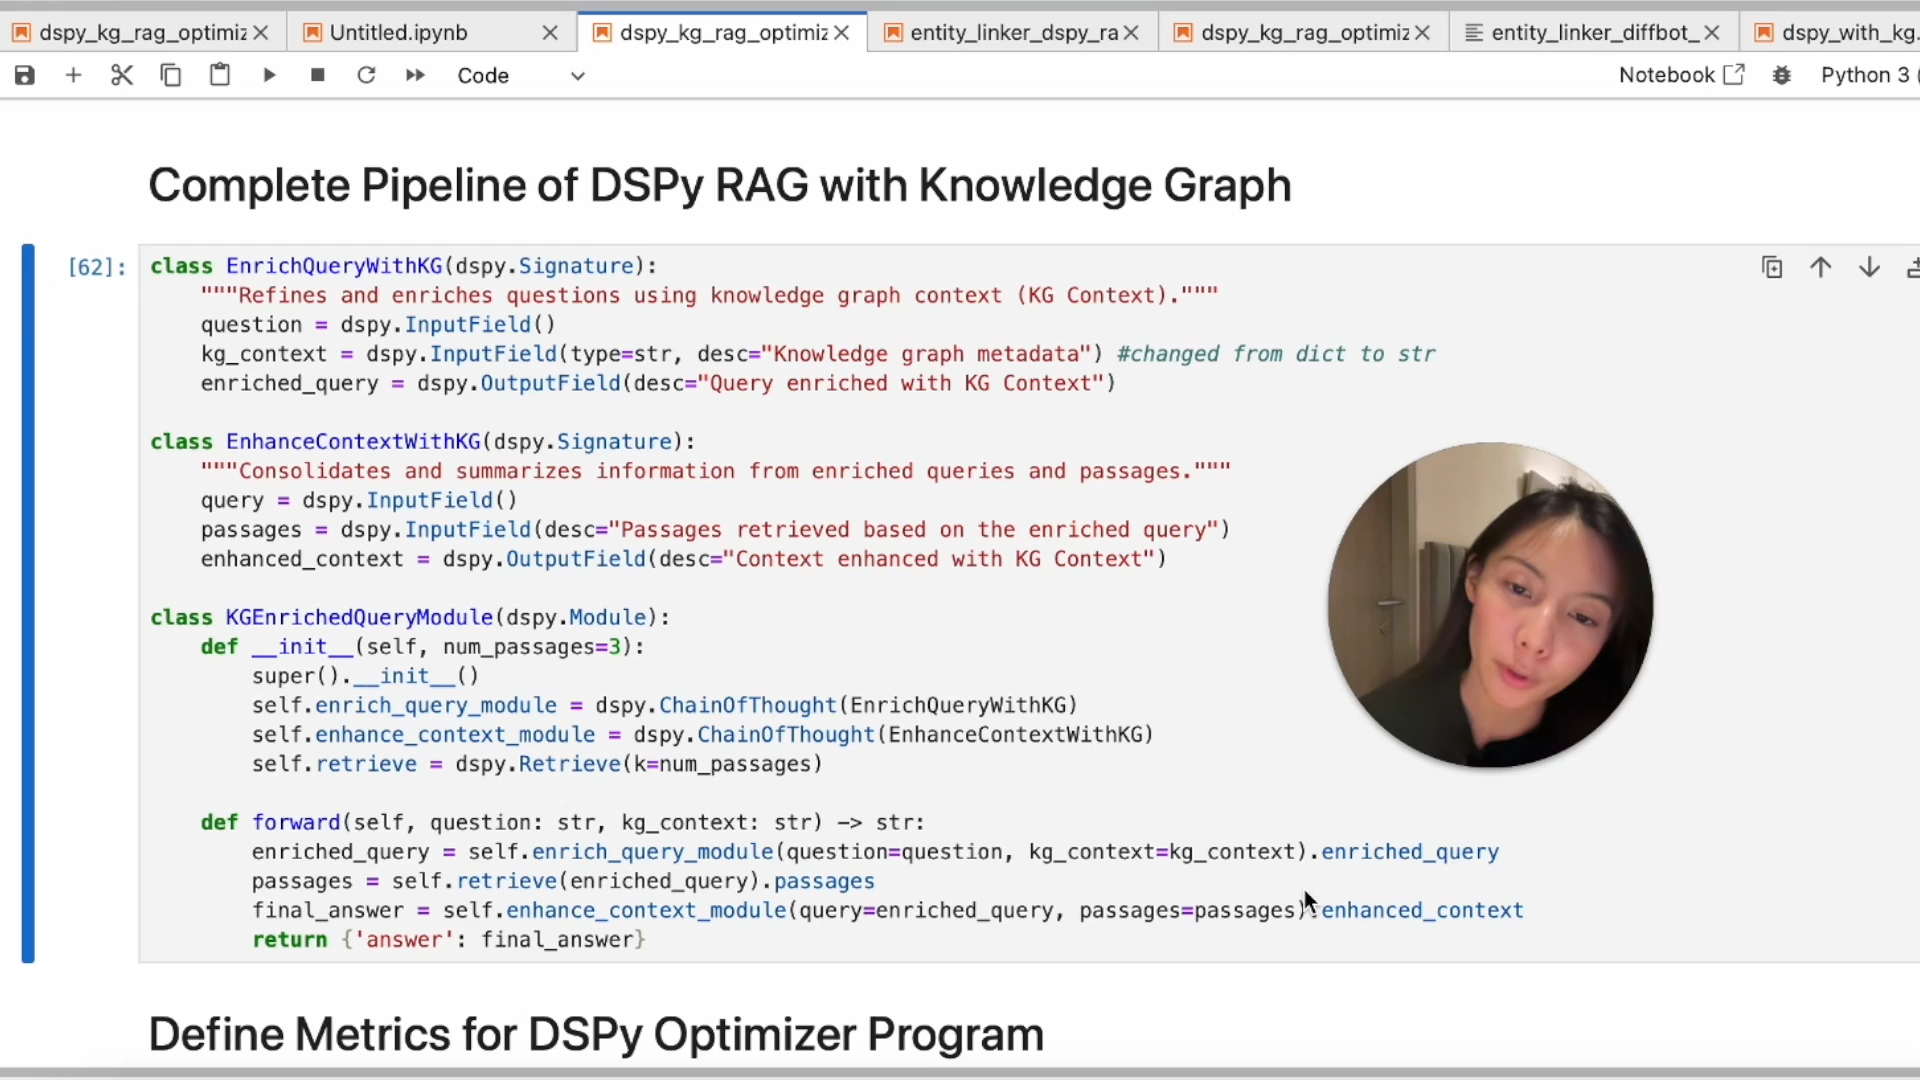 dspy_kg_rag_optimiz
Untitled.ipynb
dspy_kg_rag_optimiz
entity_linker_dspy_ra
dspy_kg_rag_optimiz
entity_linker_diffbot_
dspy_with_kg.
Code
Notebook
Python 3 (
Complete Pipeline of DSPy RAG with Knowledge Graph
[62]:
class EnrichQueryWithKG(dspy.Signature):
    """Refines and enriches questions using knowledge graph context (KG Context)."""
    question = dspy.InputField()
    kg_context = dspy.InputField(type=str, desc="Knowledge graph metadata") #changed from dict to str
    enriched_query = dspy.OutputField(desc="Query enriched with KG Context")
class EnhanceContextWithKG(dspy.Signature):
    """Consolidates and summarizes information from enriched queries and passages."""
    query = dspy.InputField()
    passages = dspy.InputField(desc="Passages retrieved based on the enriched query")
    enhanced_context = dspy.OutputField(desc="Context enhanced with KG Context")
class KGEnrichedQueryModule(dspy.Module):
    def __init__(self, num_passages=3):
        super().__init__()
        self.enrich_query_module = dspy.ChainOfThought(EnrichQueryWithKG)
        self.enhance_context_module = dspy.ChainOfThought(EnhanceContextWithKG)
        self.retrieve = dspy.Retrieve(k=num_passages)
    def forward(self, question: str, kg_context: str) -> str:
        enriched_query = self.enrich_query_module(question=question, kg_context=kg_context).enriched_query
        passages = self.retrieve(enriched_query).passages
        final_answer = self.enhance_context_module(query=enriched_query, passages=passages).enhanced_context
        return {'answer': final_answer}
Define Metrics for DSPy Optimizer Program